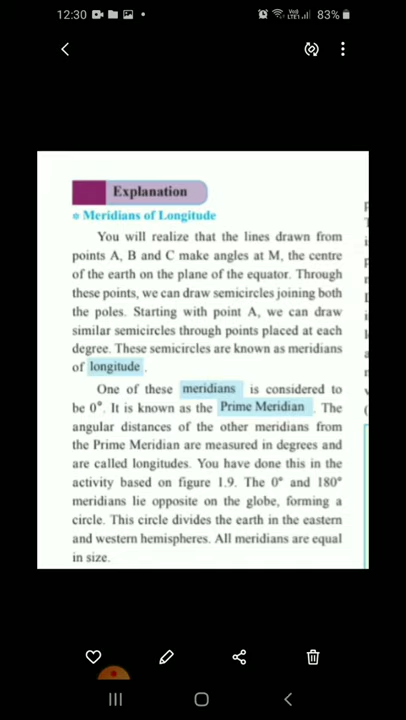 12:30
Vo)) LTE1 83%
Explanation
Meridians of Longitude
You will realize that the lines drawn from
points A, B and C make angles at M, the centre
of the earth on the plane of the equator. Through
these points, we can draw semicircles joining both
the poles. Starting with point A, we can draw
similar semicircles through points placed at each
degree. These semicircles are known as meridians
of longitude .
One of these meridians is considered to
be 0°. It is known as the Prime Meridian . The
angular distances of the other meridians from
the Prime Meridian are measured in degrees and
are called longitudes. You have done this in the
activity based on figure 1.9. The 0° and 180°
meridians lie opposite on the globe, forming a
circle. This circle divides the earth in the eastern
and western hemispheres. All meridians are equal
in size.